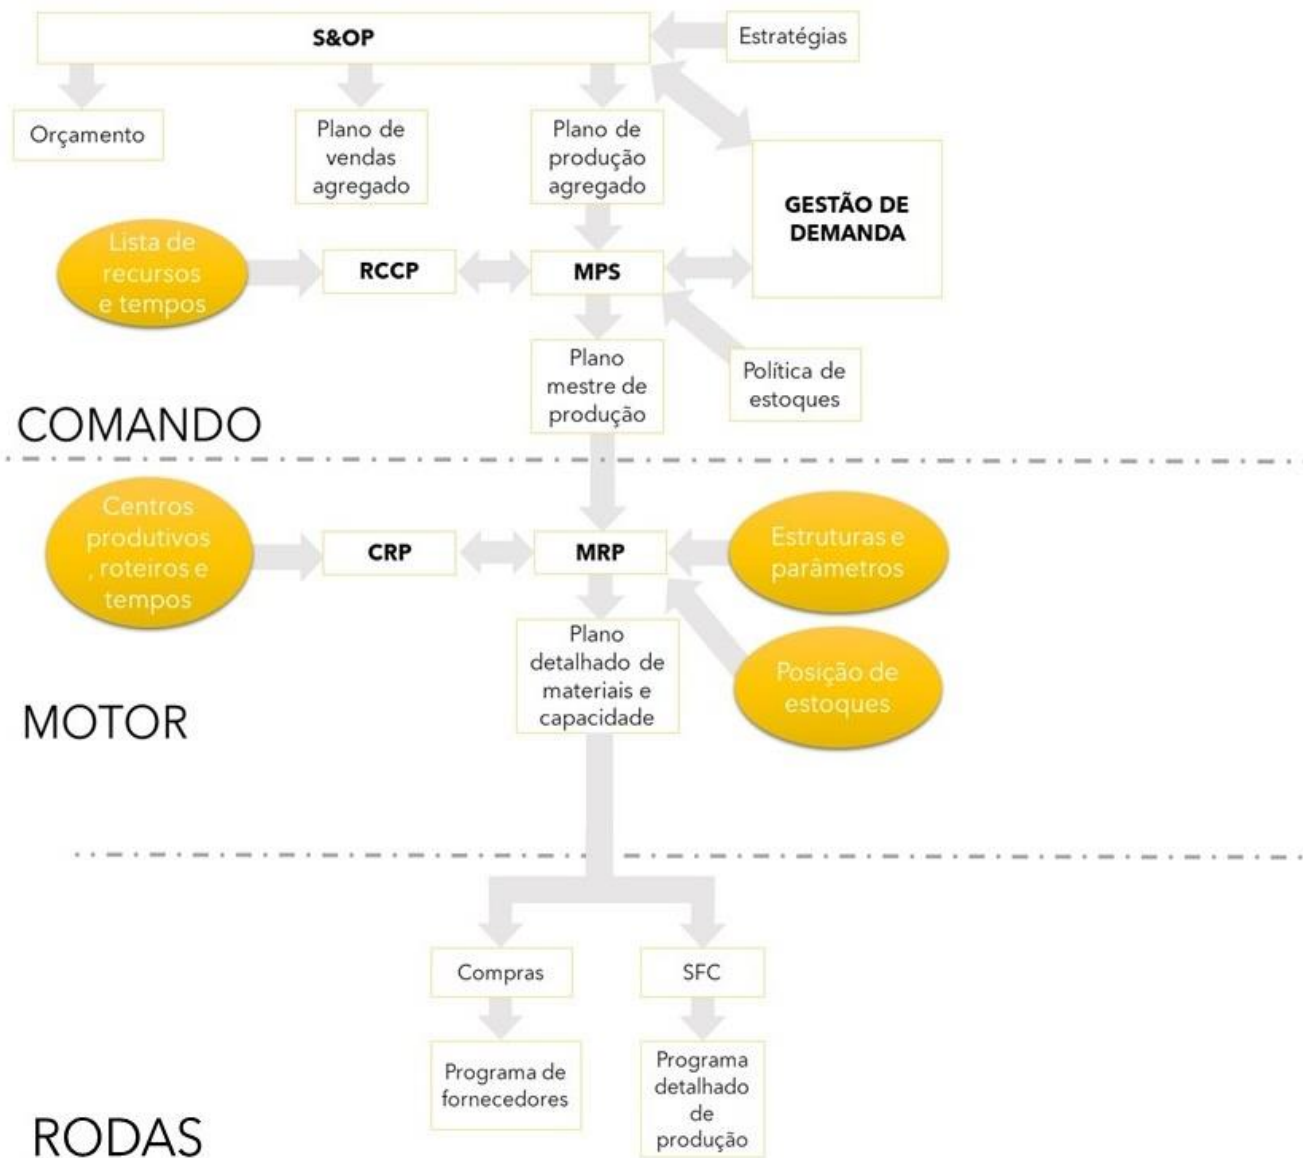 S&OP
Estratégias
Orçamento
Plano de
vendas
agregado
Plano de
produção
agregado
GESTÃO DE
DEMANDA
Lista de
recursos
e tempos
RCCP
MPS
Plano
mestre de
produção
Política de
estoques
COMANDO
Centros
produtivos
, roteiros e
tempos
CRP
MRP
Estruturas e
parâmetros
Plano
detalhado de
materiais e
capacidade
Posição de
estoques
MOTOR
Compras
SFC
Programa de
fornecedores
Programa
detalhado
de
produção
RODAS